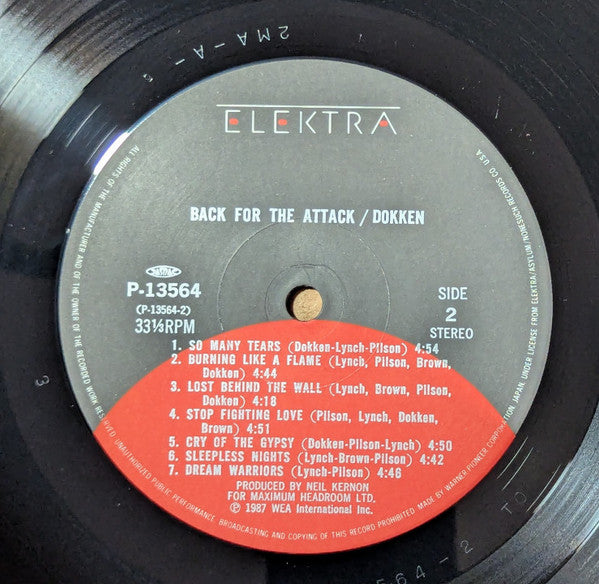 2MA-A- S
ELEKTRA
BACK FOR THE ATTACK / DOKKEN
JASRAC
P-13564
(P-13564-2)
33⅓RPM
SIDE
2
STEREO
1. SO MANY TEARS (Dokken-Lynch-Pilson) 4:54
2. BURNING LIKE A FLAME (Lynch, Pilson, Brown,
Dokken) 4:44
3. LOST BEHIND THE WALL (Lynch, Brown, Pilson,
Dokken) 4:18
4. STOP FIGHTING LOVE (Pilson, Lynch, Dokken,
Brown) 4:51
5. CRY OF THE GYPSY (Dokken-Pilson-Lynch) 4:50
6. SLEEPLESS NIGHTS (Lynch-Brown-Pilson) 4:42
7. DREAM WARRIORS (Lynch-Pilson) 4:46
PRODUCED BY NEIL KERNON
FOR MAXIMUM HEADROOM LTD.
Ⓟ 1987 WEA International Inc.
ALL RIGHTS OF THE MANUFACTURER AND OF THE OWNER OF THE RECORDED WORK RESERVED. UNAUTHORIZED PUBLIC PERFORMANCE, BROADCASTING AND COPYING OF THIS RECORD PROHIBITED. MADE BY WARNER-PIONEER CORPORATION, JAPAN, UNDER LICENSE FROM ELEKTRA/ASYLUM/NONESUCH RECORDS CO USA
3
564-2 TO